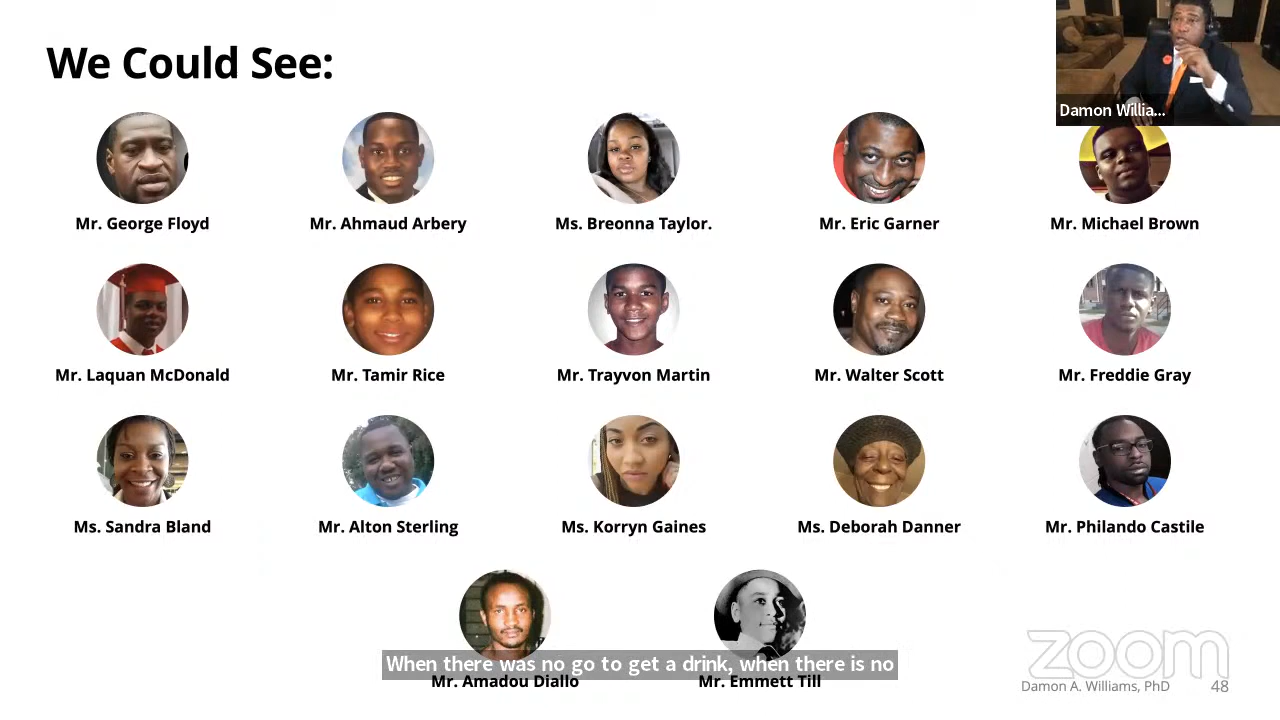 We Could See:
Damon Willia...
Mr. George Floyd
Mr. Ahmaud Arbery
Ms. Breonna Taylor.
Mr. Eric Garner
Mr. Michael Brown
Mr. Laquan McDonald
Mr. Tamir Rice
Mr. Trayvon Martin
Mr. Walter Scott
Mr. Freddie Gray
Ms. Sandra Bland
Mr. Alton Sterling
Ms. Korryn Gaines
Ms. Deborah Danner
Mr. Philando Castile
When there was no go to get a drink, when there is no
Mr. Amadou Diallo
Mr. Emmett Till
zoom
Damon A. Williams, PhD
48